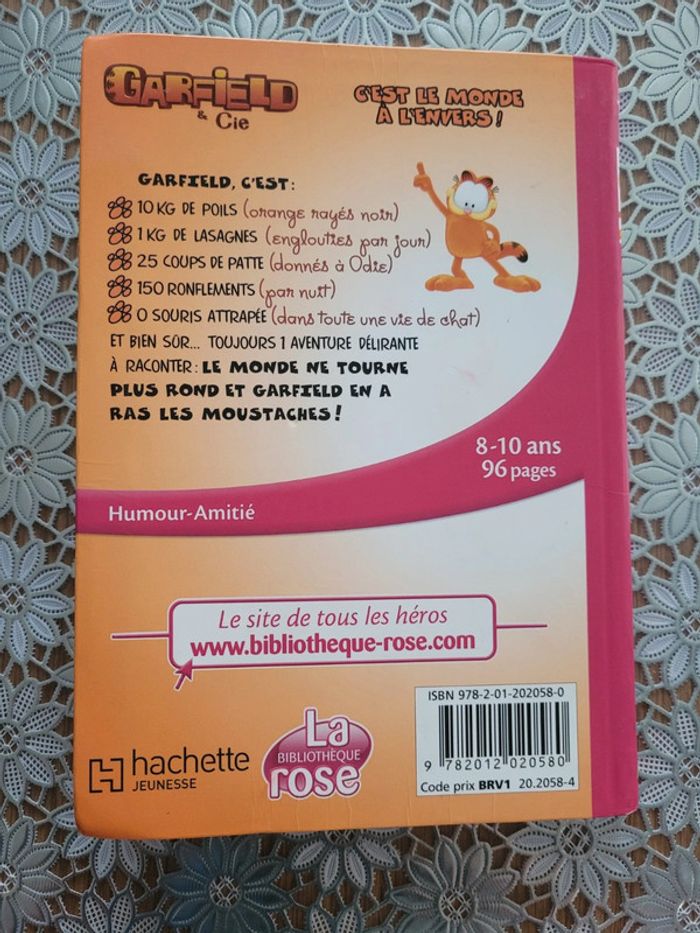 GARFIELD
& Cie
C'EST LE MONDE
À L'ENVERS !
GARFIELD, C'EST :
10 KG DE POILS (orange rayés noir)
1 KG DE LASAGNES (englouties par jour)
25 COUPS DE PATTE (donnés à Odie)
150 RONFLEMENTS (par nuit)
0 SOURIS ATTRAPÉE (dans toute une vie de chat)
ET BIEN SÛR... TOUJOURS 1 AVENTURE DÉLIRANTE
À RACONTER : LE MONDE NE TOURNE
PLUS ROND ET GARFIELD EN A
RAS LES MOUSTACHES !
8-10 ans
96 pages
Humour-Amitié
Le site de tous les héros
www.bibliotheque-rose.com
hachette
JEUNESSE
La
BIBLIOTHÈQUE
rose
ISBN 978-2-01-202058-0
9 782012 020580
Code prix BRV1 20.2058-4